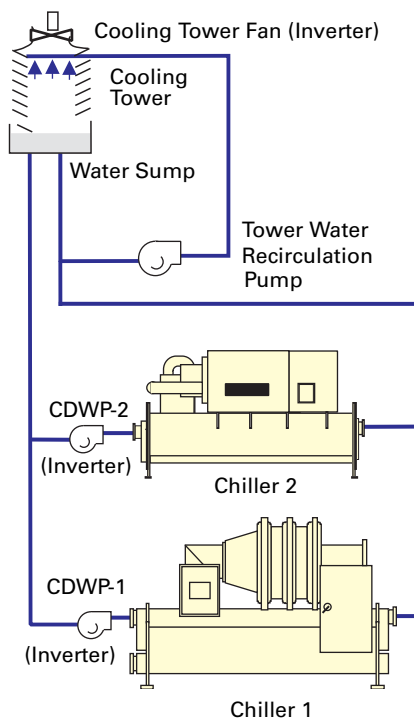 Cooling Tower Fan (Inverter)
Cooling
Tower
Water Sump
Tower Water
Recirculation
Pump
CDWP-2
(Inverter)
Chiller 2
CDWP-1
(Inverter)
Chiller 1